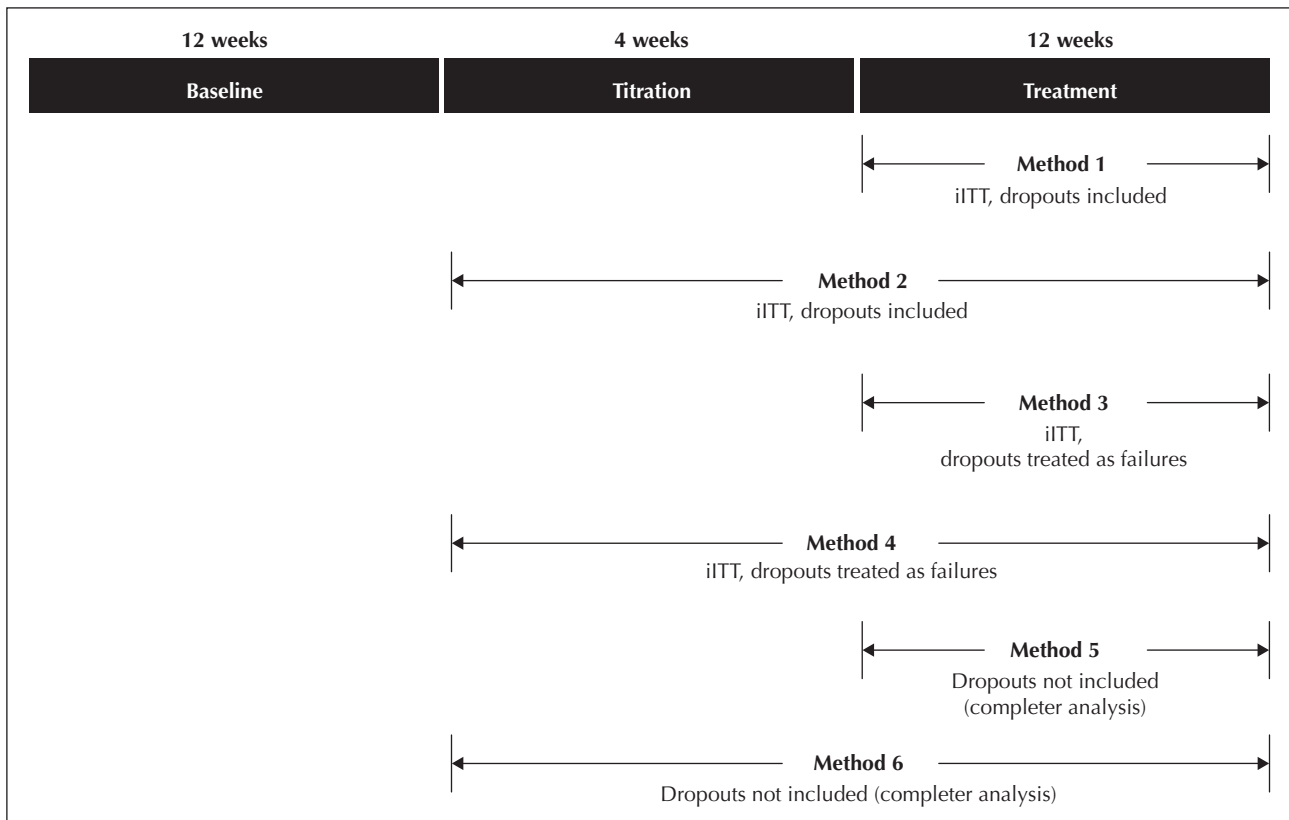 12 weeks 4 weeks 12 weeks
Baseline Titration Treatment
Method 1
iITT, dropouts included
Method 2
iITT, dropouts included
Method 3
iITT,
dropouts treated as failures
Method 4
iITT, dropouts treated as failures
Method 5
Dropouts not included
(completer analysis)
Method 6
Dropouts not included (completer analysis)